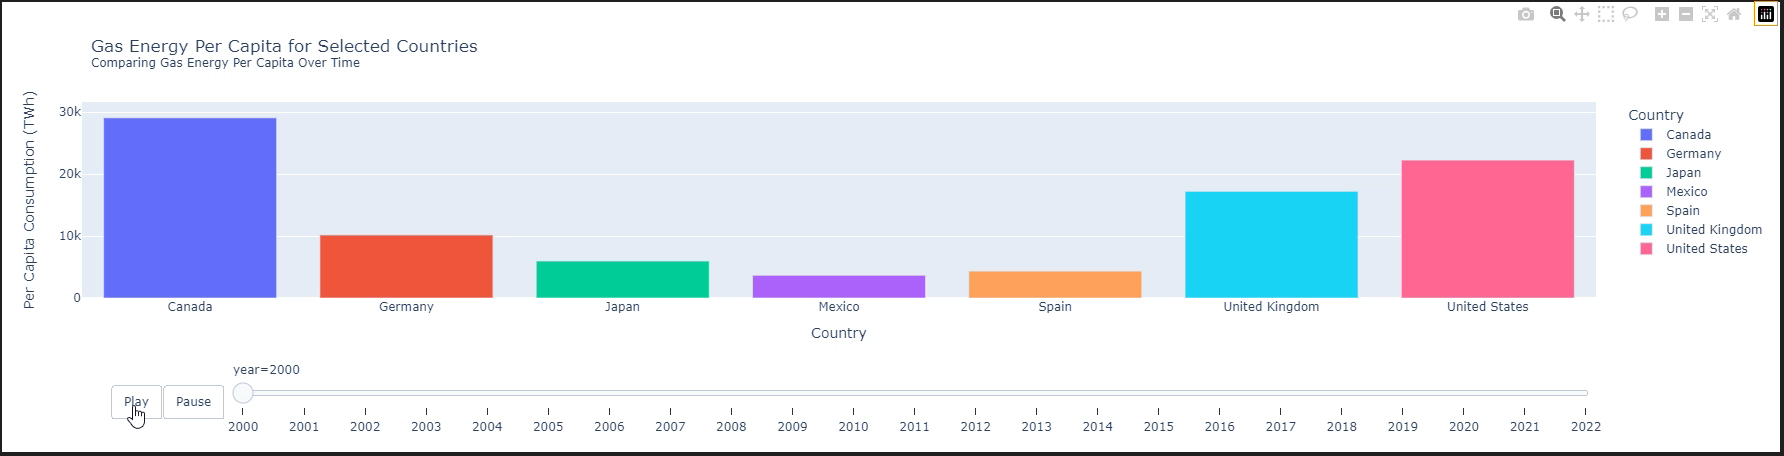 Gas Energy Per Capita for Selected Countries
Comparing Gas Energy Per Capita Over Time
Per Capita Consumption (TWh)
30k
20k
10k
0
Canada Germany Japan Mexico Spain United Kingdom United States
Country
Country
Canada
Germany
Japan
Mexico
Spain
United Kingdom
United States
year=2000
Play Pause
2000 2001 2002 2003 2004 2005 2006 2007 2008 2009 2010 2011 2012 2013 2014 2015 2016 2017 2018 2019 2020 2021 2022